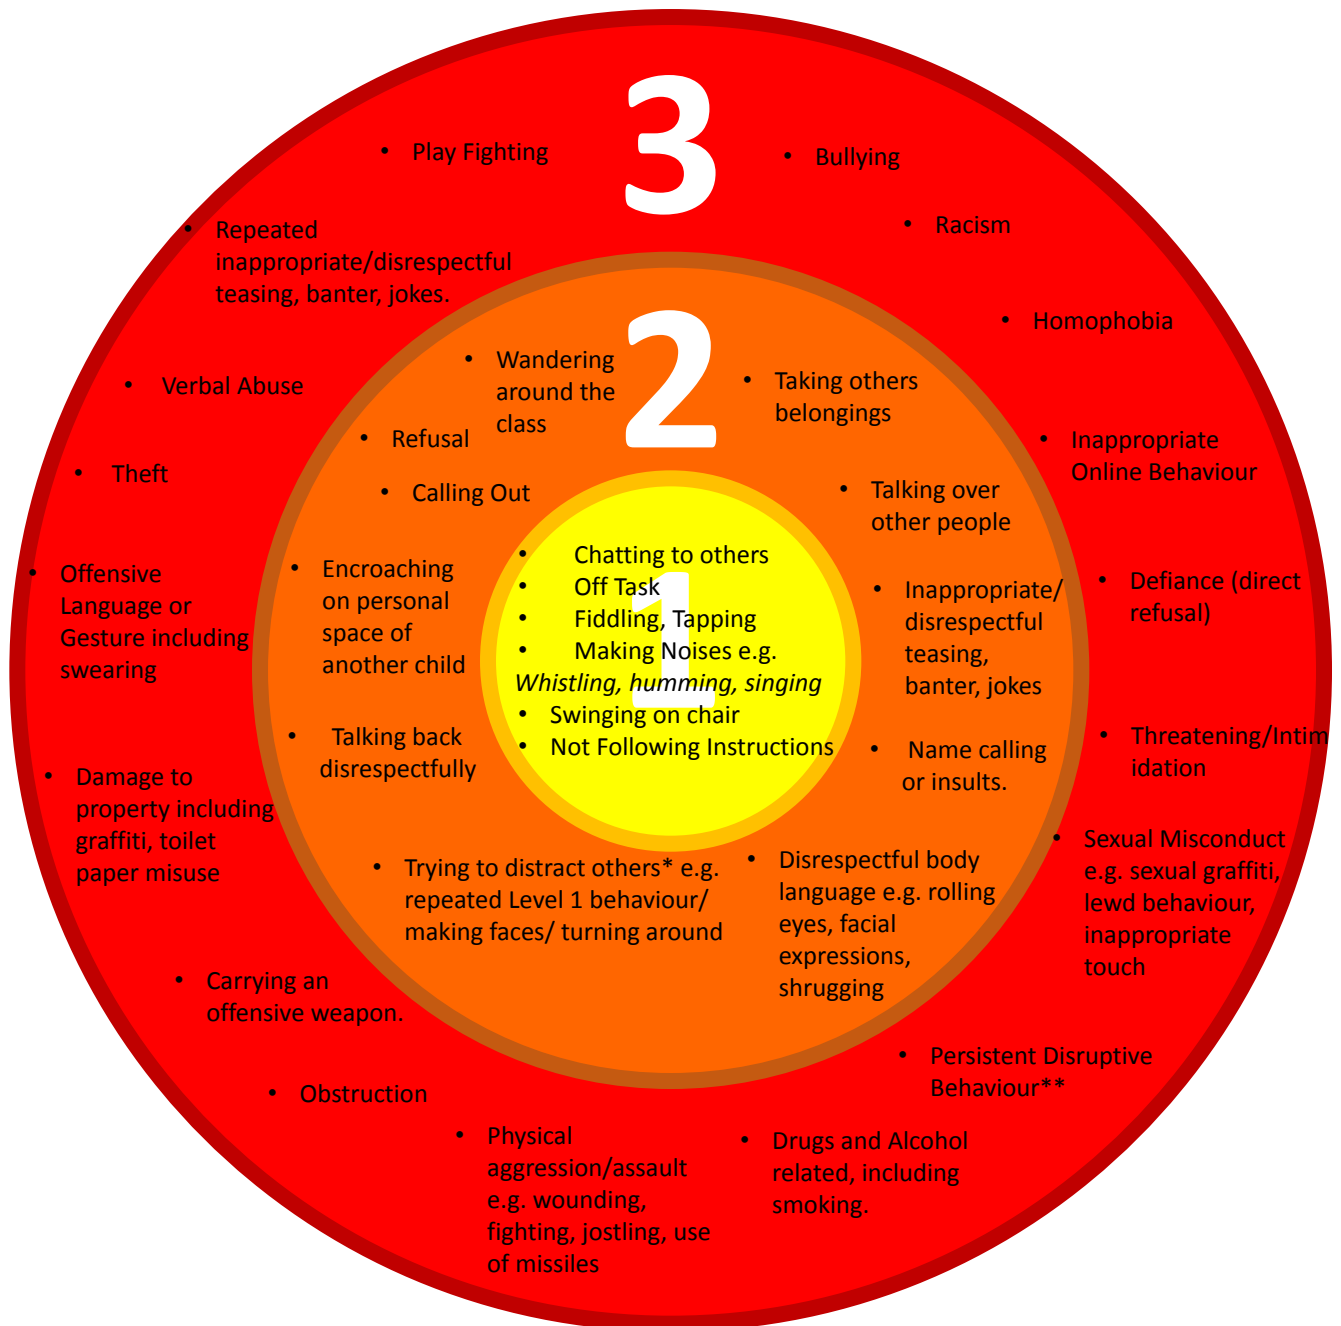 3
• Play Fighting
• Bullying
• Repeated
inappropriate/disrespectful
teasing, banter, jokes.
• Racism
• Homophobia
• Verbal Abuse
• Theft
• Inappropriate
Online Behaviour
• Offensive
Language or
Gesture including
swearing
• Defiance (direct
refusal)
• Damage to
property including
graffiti, toilet
paper misuse
• Threatening/Intim
idation
• Sexual Misconduct
e.g. sexual graffiti,
lewd behaviour,
inappropriate
touch
• Carrying an
offensive weapon.
• Persistent Disruptive
Behaviour**
• Obstruction
• Physical
aggression/assault
e.g. wounding,
fighting, jostling, use
of missiles
• Drugs and Alcohol
related, including
smoking.
2
• Wandering
around the
class
• Taking others
belongings
• Refusal
• Calling Out
• Talking over
other people
• Encroaching
on personal
space of
another child
• Inappropriate/
disrespectful
teasing,
banter, jokes
• Talking back
disrespectfully
• Name calling
or insults.
• Trying to distract others* e.g.
repeated Level 1 behaviour/
making faces/ turning around
• Disrespectful body
language e.g. rolling
eyes, facial
expressions,
shrugging
1
• Chatting to others
• Off Task
• Fiddling, Tapping
• Making Noises e.g.
Whistling, humming, singing
• Swinging on chair
• Not Following Instructions